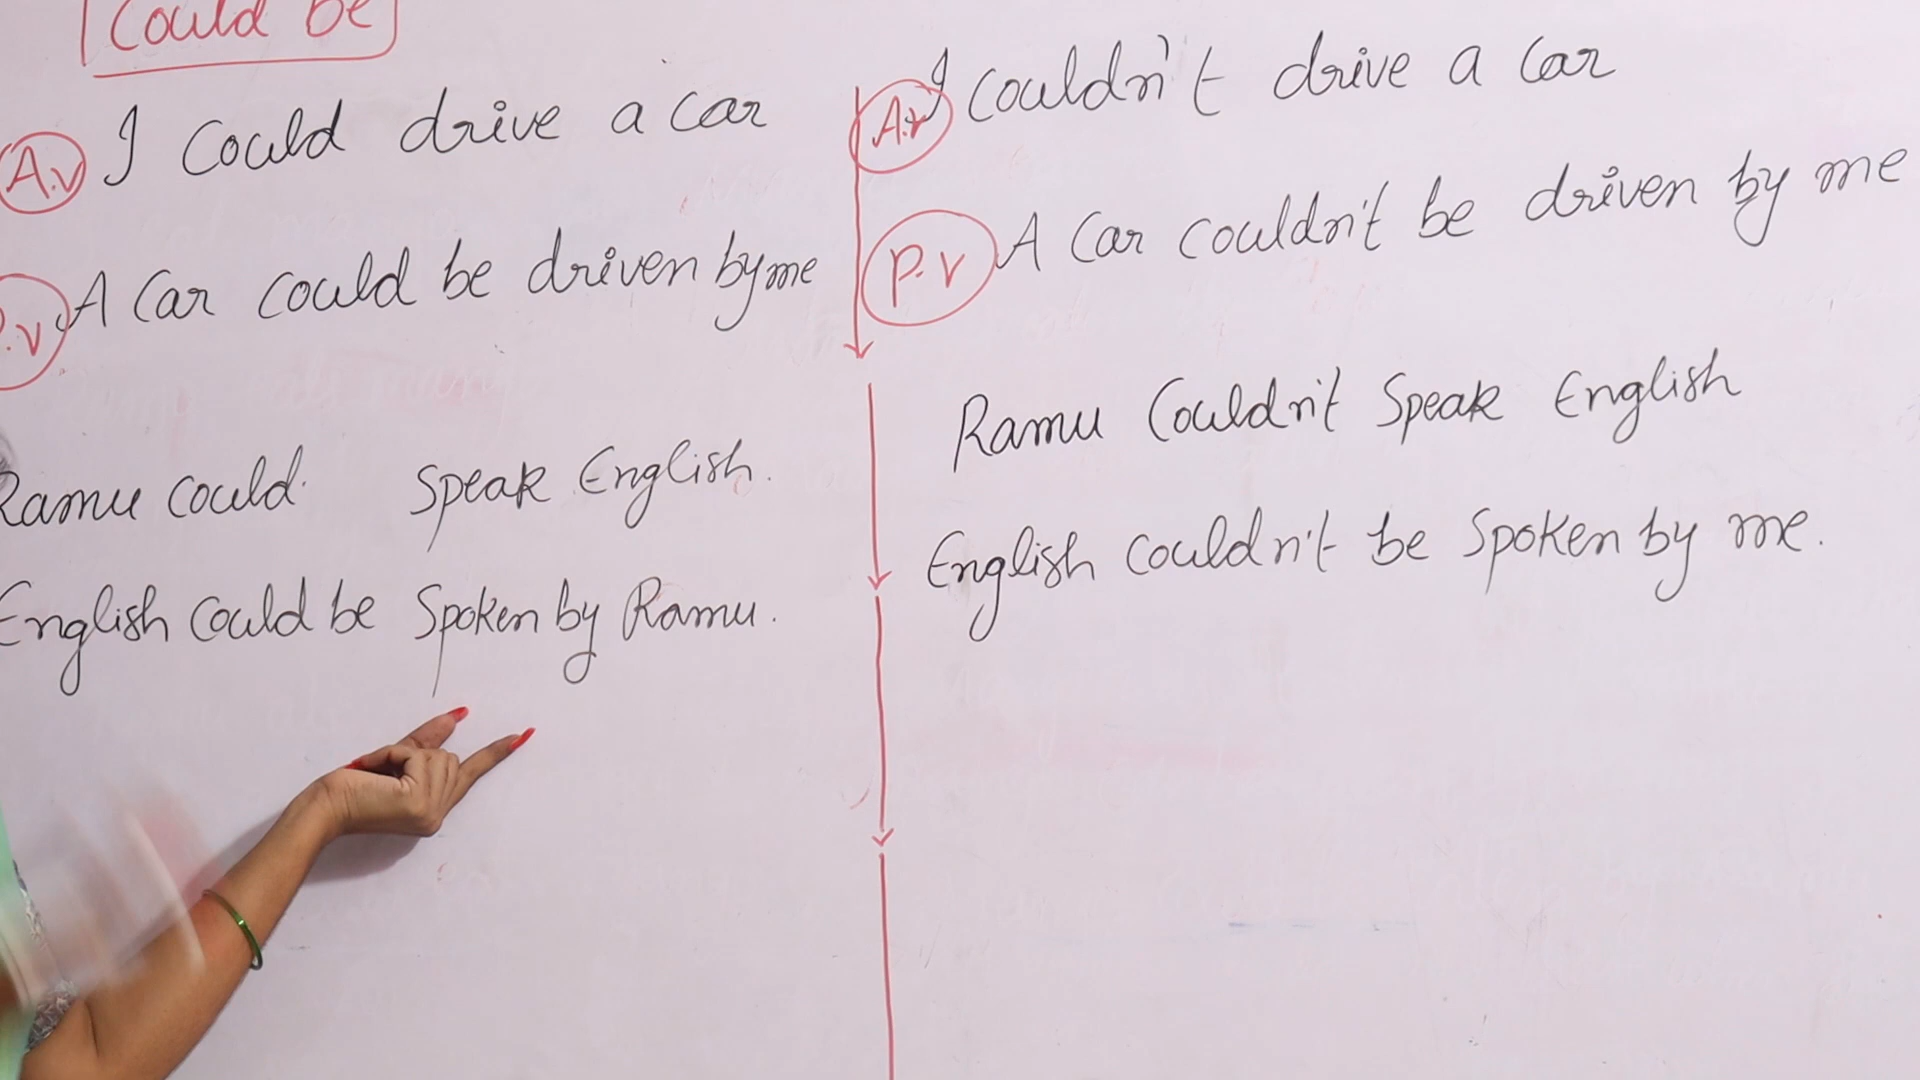 Could be
A.v I Could drive a car
P.v A Car could be driven by me
Ramu could. Speak English.
English Could be Spoken by Ramu.
A.v I couldn't drive a car
P.v A Car couldn't be driven by me
Ramu Couldn't Speak English
English couldn't be Spoken by me.